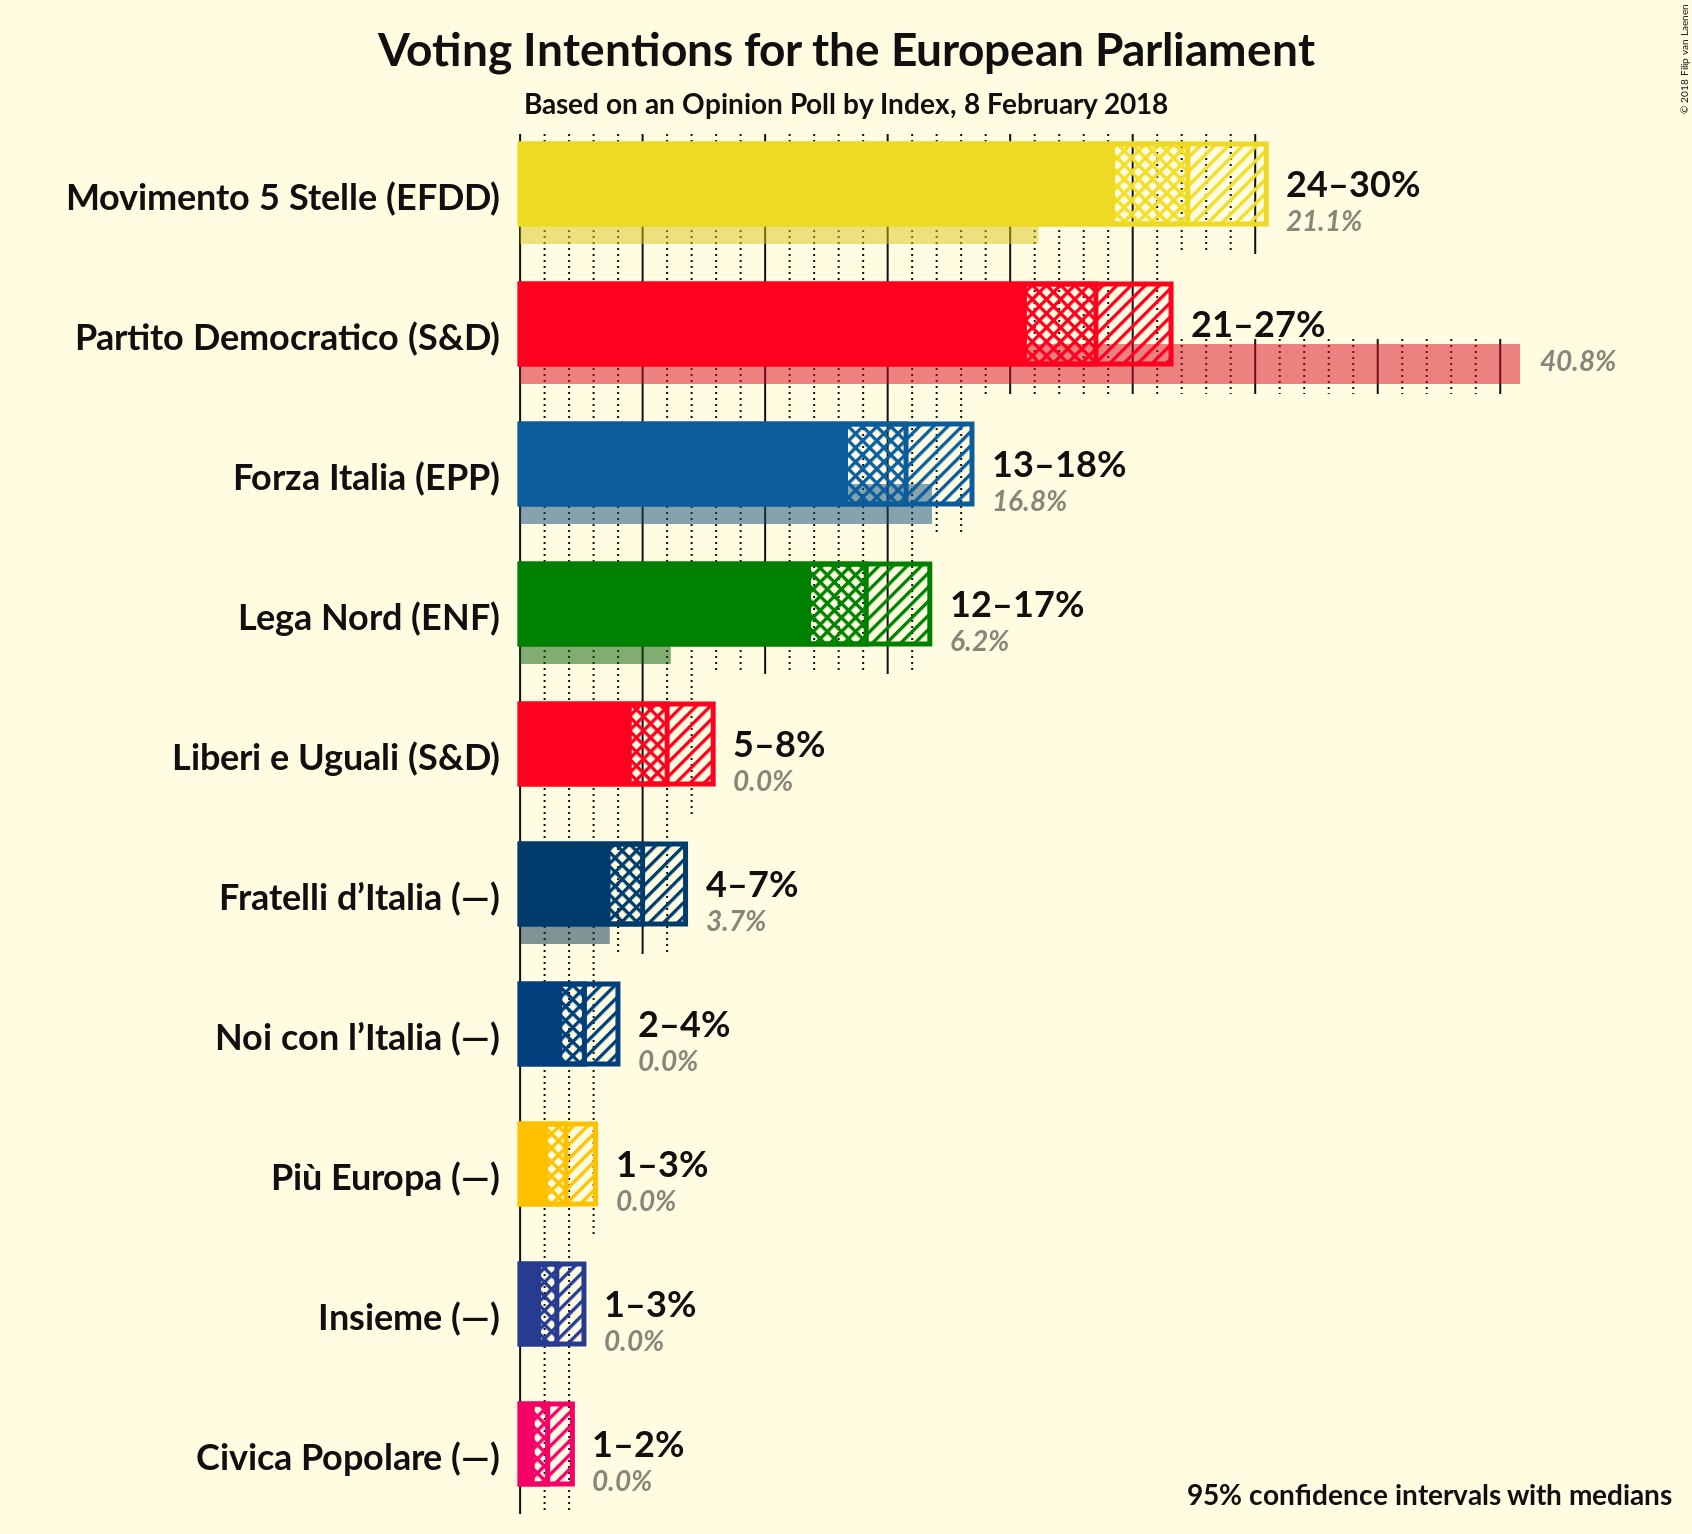 Voting Intentions for the European Parliament
Based on an Opinion Poll by Index, 8 February 2018
© 2018 Filip van Laenen
Movimento 5 Stelle (EFDD)
24–30%
21.1%
Partito Democratico (S&D)
21–27%
40.8%
Forza Italia (EPP)
13–18%
16.8%
Lega Nord (ENF)
12–17%
6.2%
Liberi e Uguali (S&D)
5–8%
0.0%
Fratelli d’Italia (—)
4–7%
3.7%
Noi con l’Italia (—)
2–4%
0.0%
Più Europa (—)
1–3%
0.0%
Insieme (—)
1–3%
0.0%
Civica Popolare (—)
1–2%
0.0%
95% confidence intervals with medians